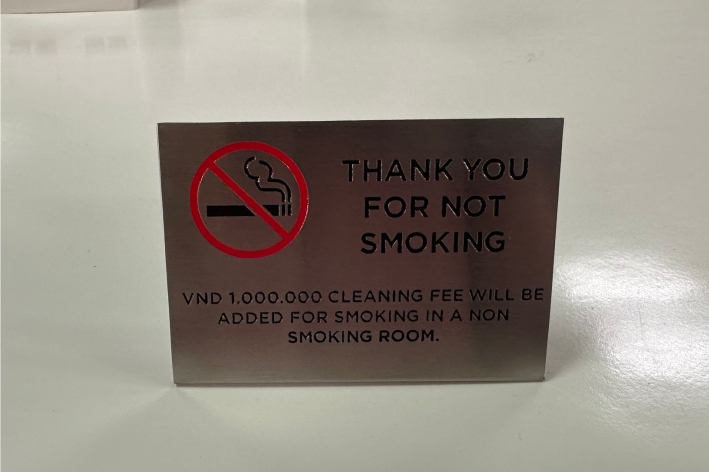 THANK YOU
FOR NOT
SMOKING
VND 1,000.000 CLEANING FEE WILL BE
ADDED FOR SMOKING IN A NON
SMOKING ROOM.